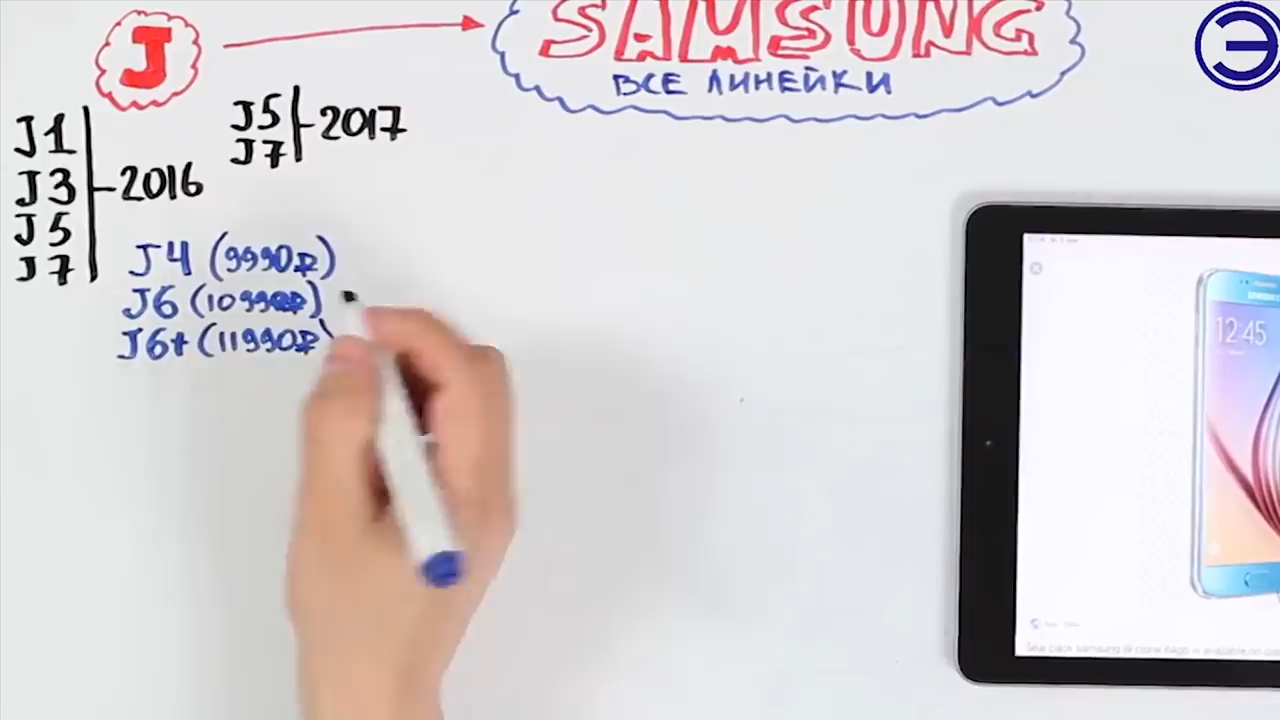 J
SAMSUNG
ВСЕ ЛИНЕЙКИ
Э
J1
J3
J5
J7
2016
J5
J7
2017
J4 (9990₽)
J6 (10990₽)
J6+ (11990₽)
12:45
SAMSUNG